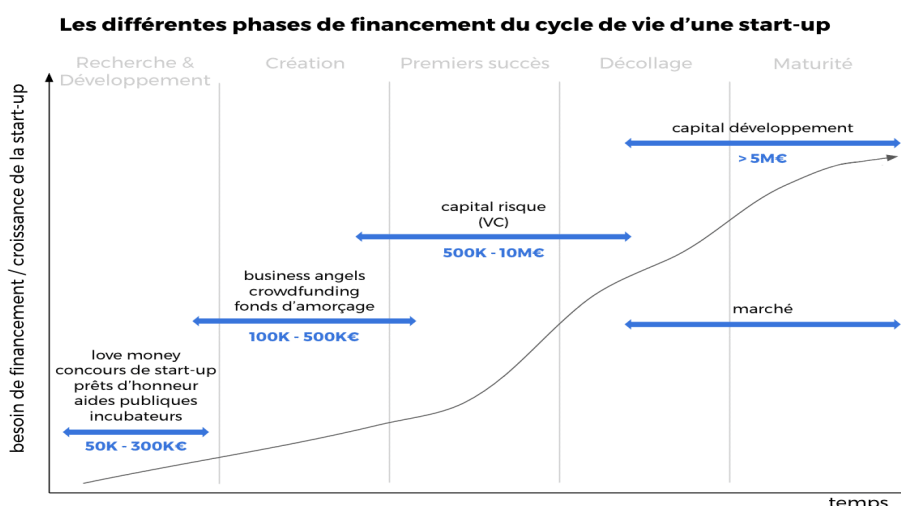 Les différentes phases de financement du cycle de vie d'une start-up
Recherche &
Développement
Création
Premiers succès
Décollage
Maturité
besoin de financement / croissance de la start-up
capital développement
> 5M€
capital risque
(VC)
500K - 10M€
business angels
crowdfunding
fonds d'amorçage
100K - 500K€
marché
love money
concours de start-up
prêts d'honneur
aides publiques
incubateurs
50K - 300K€
temps